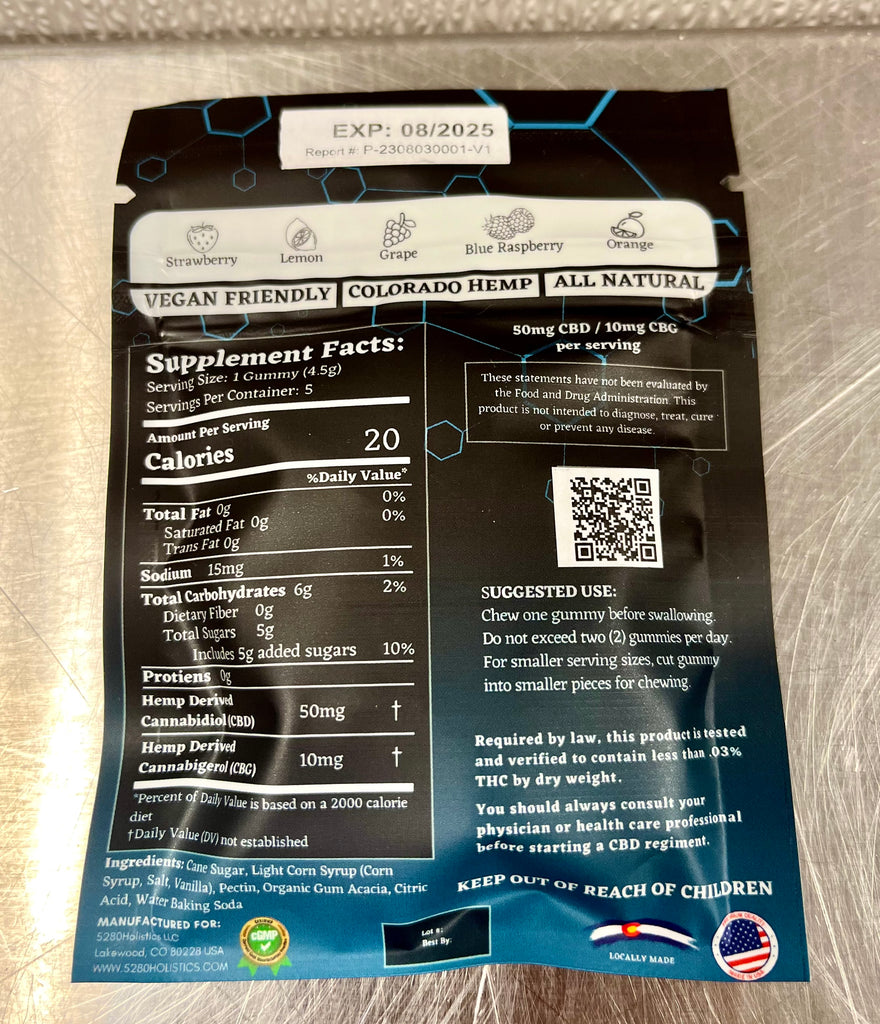 EXP: 08/2025
Report #: P-2308030001-V1
Strawberry
Lemon
Grape
Blue Raspberry
Orange
VEGAN FRIENDLY
COLORADO HEMP
ALL NATURAL
Supplement Facts:
Serving Size: 1 Gummy (4.5g)
Servings Per Container: 5
Amount Per Serving
Calories 20
%Daily Value*
Total Fat 0g 0%
Saturated Fat 0g 0%
Trans Fat 0g
Sodium 15mg 1%
Total Carbohydrates 6g 2%
Dietary Fiber 0g
Total Sugars 5g
Includes 5g added sugars 10%
Protiens 0g
Hemp Derived
Cannabidiol (CBD) 50mg †
Hemp Derived
Cannabigerol (CBG) 10mg †
*Percent of Daily Value is based on a 2000 calorie
diet
†Daily Value (DV) not established
Ingredients: Cane Sugar, Light Corn Syrup (Corn
Syrup, Salt, Vanilla), Pectin, Organic Gum Acacia, Citric
Acid, Water Baking Soda
MANUFACTURED FOR:
5280Holistics LLC
Lakewood, CO 80228 USA
WWW.5280HOLISTICS.COM
cGMP
50mg CBD / 10mg CBG
per serving
These statements have not been evaluated by
the Food and Drug Administration. This
product is not intended to diagnose, treat, cure
or prevent any disease.
SUGGESTED USE:
Chew one gummy before swallowing.
Do not exceed two (2) gummies per day.
For smaller serving sizes, cut gummy
into smaller pieces for chewing.
Required by law, this product is tested
and verified to contain less than .03%
THC by dry weight.
You should always consult your
physician or health care professional
before starting a CBD regiment.
KEEP OUT OF REACH OF CHILDREN
Lot #:
Best By:
LOCALLY MADE
MADE IN USA